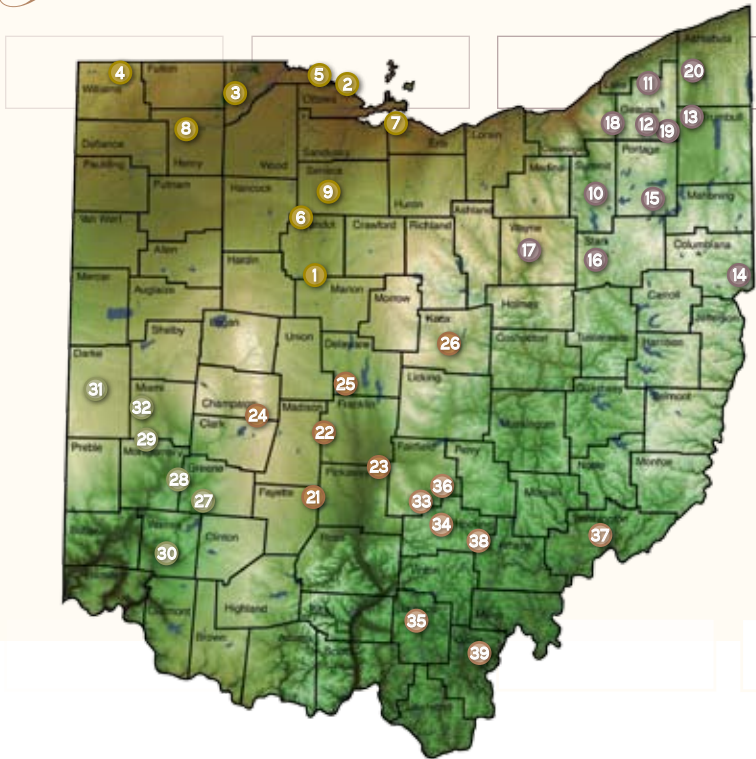 Ashtabula
4
5
20
Fulton
Lucas
Williams
11
2
3
Ottawa
Lake
Geauga
7
18
12
19
13
Trumbull
8
Erie
Lorain
Defiance
Portage
Sandusky
Paulding
Henry
Wood
Medina
Summit
Seneca
Putnam
Hancock
9
10
15
Mahoning
Huron
Ashland
Van Wert
6
Crawford
Richland
Wayne
Stark
Columbiana
Allen
17
16
Hardin
Mercer
1
14
Auglaize
Marion
Morrow
Carroll
Holmes
Jefferson
Shelby
Logan
Knox
Union
Delaware
26
Coshocton
Tuscarawas
Harrison
Darke
Licking
31
Miami
25
Guernsey
Belmont
32
Champaign
24
Madison
Franklin
Clark
22
Muskingum
29
Preble
Montgomery
Fairfield
Perry
Noble
Monroe
Greene
23
28
Pickaway
36
27
Fayette
21
33
Morgan
34
Warren
Clinton
Ross
38
37
30
Vinton
Clermont
Highland
Pike
35
Brown
Adams
39